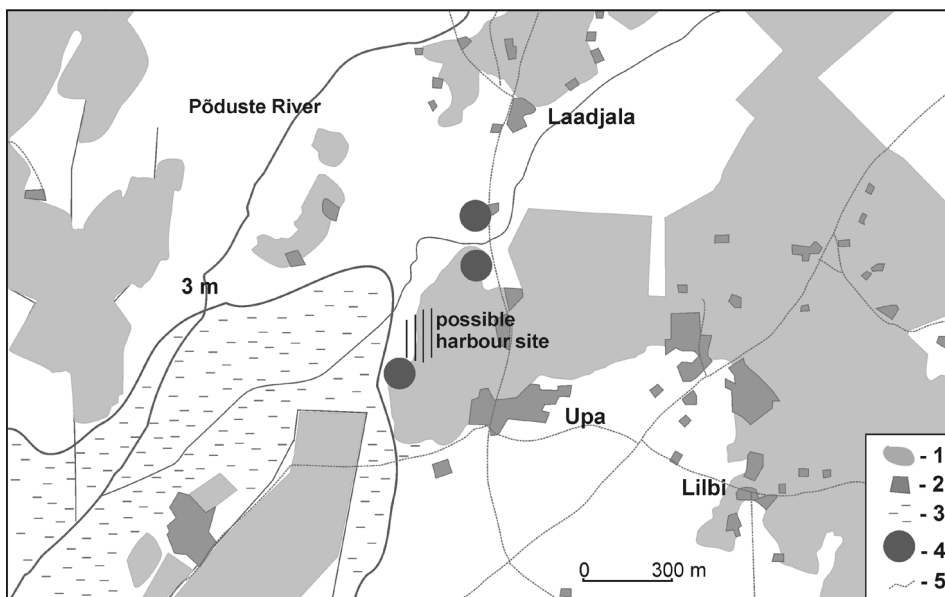 Põduste River
Laadjala
3 m
possible
harbour site
Upa
Lilbi
0 300 m
- 1
- 2
- 3
- 4
- 5